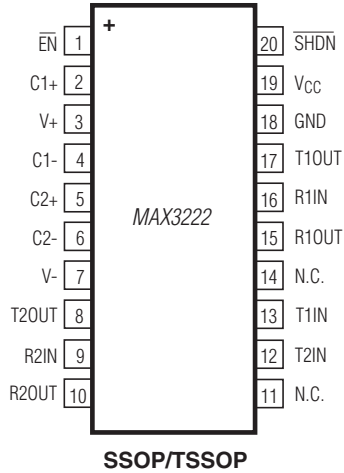 +
EN 1 20 SHDN
C1+ 2 19 VCC
V+ 3 18 GND
C1- 4 17 T1OUT
C2+ 5 16 R1IN
MAX3222
C2- 6 15 R1OUT
V- 7 14 N.C.
T2OUT 8 13 T1IN
R2IN 9 12 T2IN
R2OUT 10 11 N.C.
SSOP/TSSOP